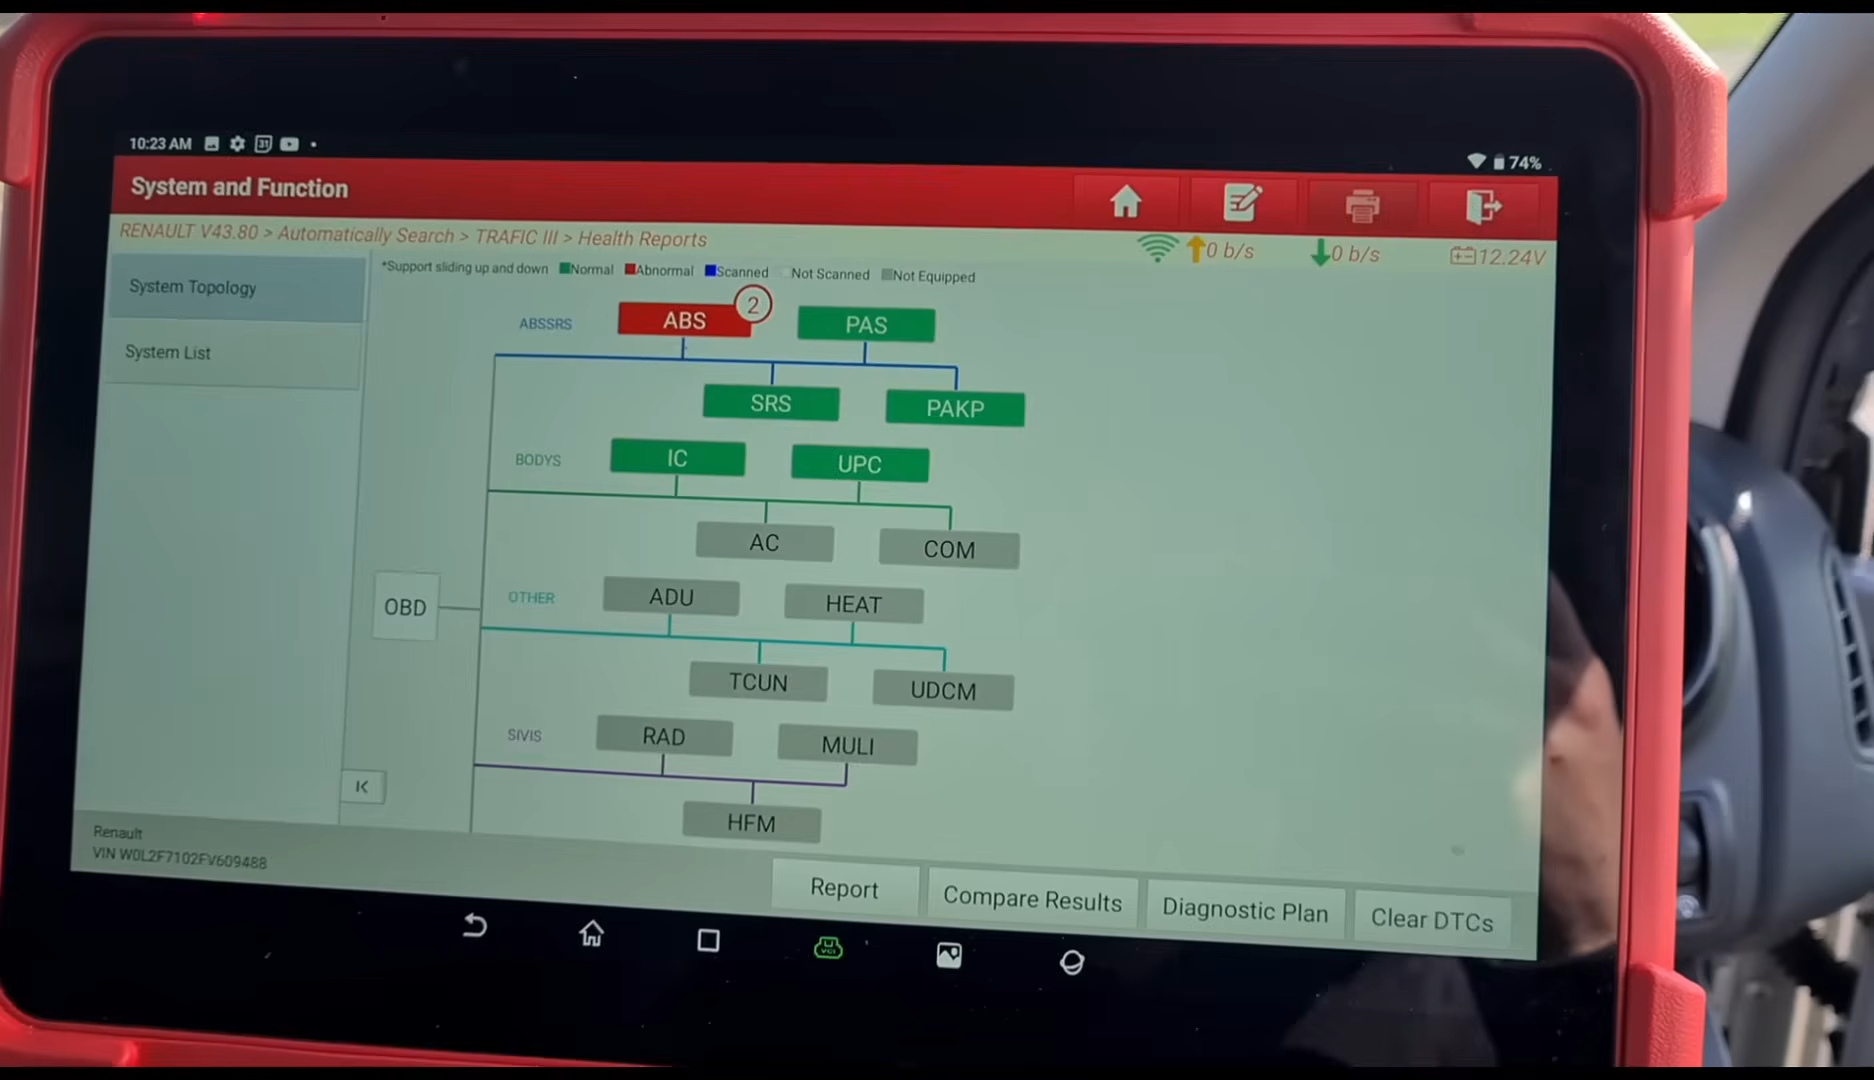 10:23 AM
31
74%
System and Function
RENAULT V43.80 > Automatically Search > TRAFIC III > Health Reports
0 b/s
0 b/s
12.24V
System Topology
System List
*Support sliding up and down Normal Abnormal Scanned Not Scanned Not Equipped
ABSSRS
ABS
2
PAS
SRS
PAKP
BODYS
IC
UPC
AC
COM
OBD
OTHER
ADU
HEAT
TCUN
UDCM
SIVIS
RAD
MULI
HFM
Renault
VIN W0L2F7102FV609488
Report
Compare Results
Diagnostic Plan
Clear DTCs
VCI